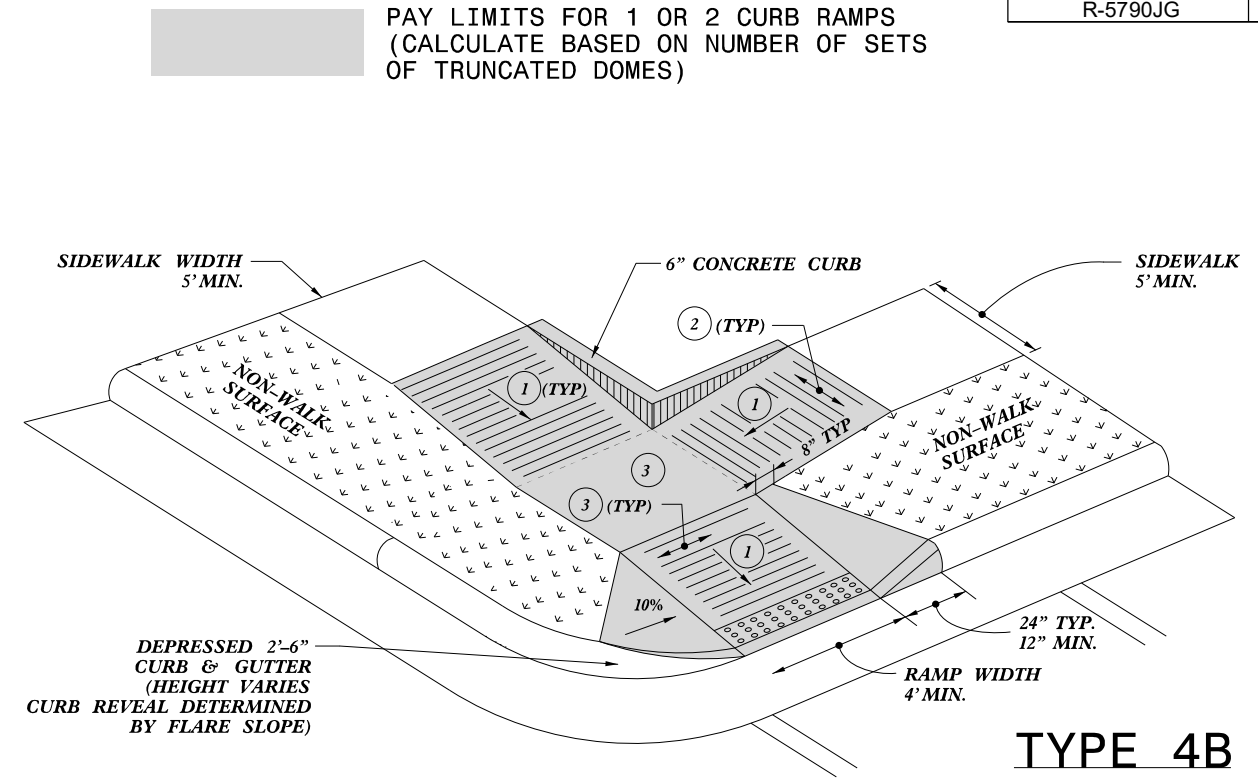 PAY LIMITS FOR 1 OR 2 CURB RAMPS
(CALCULATE BASED ON NUMBER OF SETS
OF TRUNCATED DOMES)
R-5790JG
SIDEWALK WIDTH
5' MIN.
6” CONCRETE CURB
SIDEWALK
5' MIN.
2 (TYP)
1 (TYP)
1
8” TYP
NON–WALK
SURFACE
NON–WALK
SURFACE
3
3 (TYP)
1
10%
24” TYP.
12” MIN.
RAMP WIDTH
4' MIN.
DEPRESSED 2'–6”
CURB & GUTTER
(HEIGHT VARIES
CURB REVEAL DETERMINED
BY FLARE SLOPE)
TYPE 4B